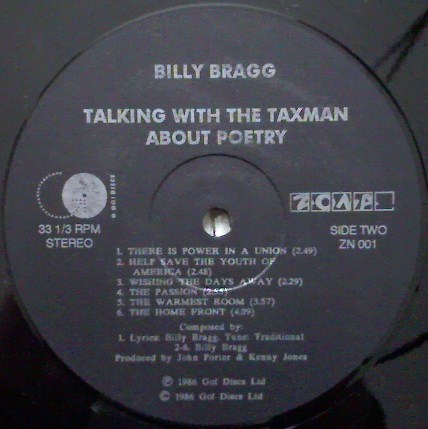 BILLY BRAGG
TALKING WITH THE TAXMAN
ABOUT POETRY
33 1/3 RPM
STEREO
SIDE TWO
ZN 001
1. THERE IS POWER IN A UNION (2.49)
2. HELP SAVE THE YOUTH OF
AMERICA (2.48)
3. WISHING THE DAYS AWAY (2.29)
4. THE PASSION
5. THE WARMEST ROOM (3.57)
6. THE HOME FRONT (4.09)
Composed by:
1. Lyrics: Billy Bragg. Tune: Traditional
2-6. Billy Bragg
Produced by John Porter & Kenny Jones
℗ 1986 Go! Discs Ltd
© 1986 Go! Discs Ltd